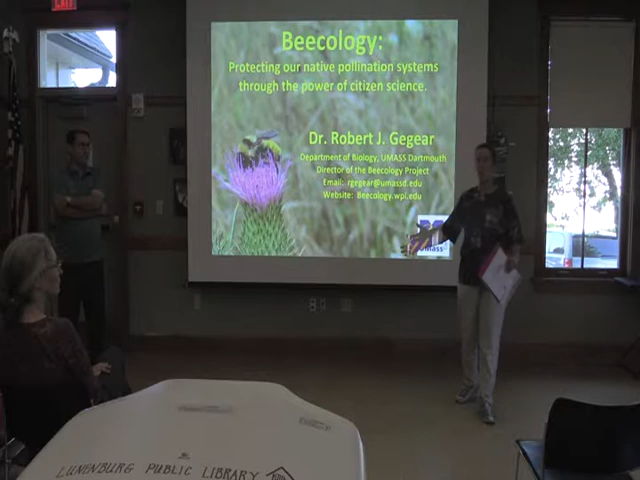 EXIT
Beecology:
Protecting our native pollination systems
through the power of citizen science.
Dr. Robert J. Gegear
Department of Biology, UMASS Dartmouth
Director of the Beecology Project
Email: rgegear@umassd.edu
Website: Beecology.wpi.edu
UMass
LUNENBURG PUBLIC LIBRARY